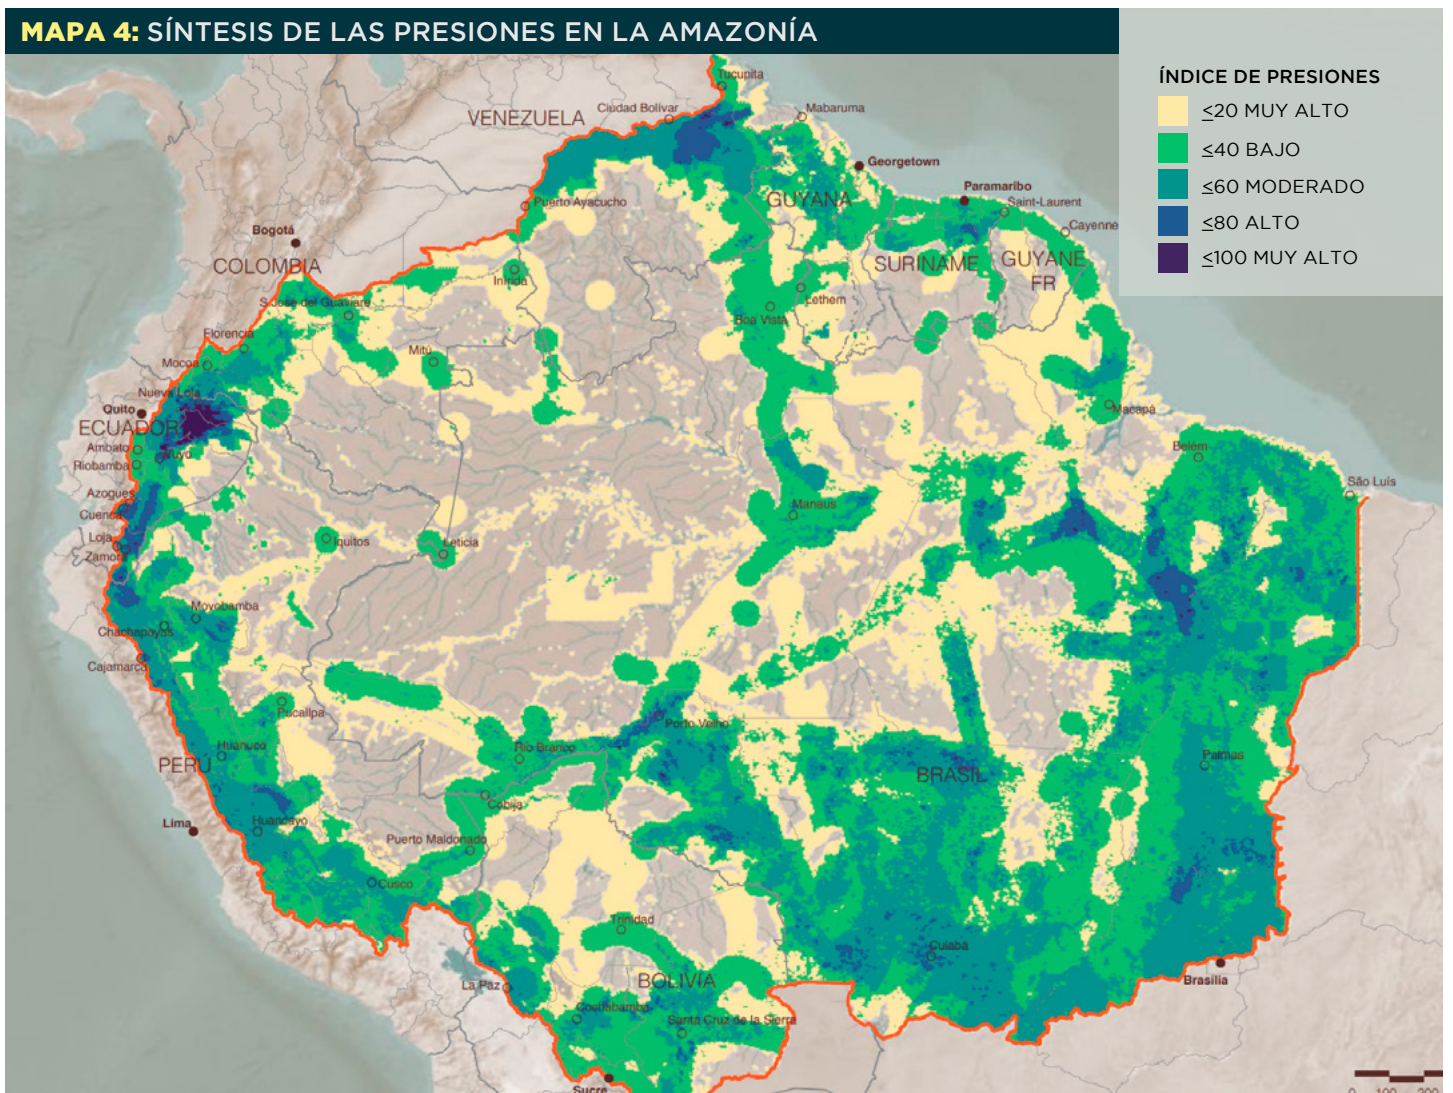 MAPA 4: SÍNTESIS DE LAS PRESIONES EN LA AMAZONÍA
ÍNDICE DE PRESIONES
≤20 MUY ALTO
≤40 BAJO
≤60 MODERADO
≤80 ALTO
≤100 MUY ALTO
Tucupita
Ciudad Bolívar
Mabaruma
VENEZUELA
Georgetown
Paramaribo
Puerto Ayacucho
GUYANA
Saint-Laurent
Cayenne
Bogotá
COLOMBIA
SURINAME
GUYANE
FR
Inírida
Lethem
S.José del Guaviare
Boa Vista
Florencia
Mitú
Mocoa
Nueva Loja
Macapá
Quito
ECUADOR
Ambato
Puyo
Belém
Riobamba
São Luís
Azogues
Cuenca
Manaus
Loja
Iquitos
Leticia
Zamora
Moyobamba
Chachapoyas
Cajamarca
Pucallpa
Porto Velho
Huánuco
Rio Branco
Palmas
PERÚ
BRASIL
Cobija
Lima
Huancayo
Puerto Maldonado
Cusco
Trinidad
Cuiabá
BOLIVIA
Brasília
La Paz
Cochabamba
Santa Cruz de la Sierra
Sucre
0 100 200